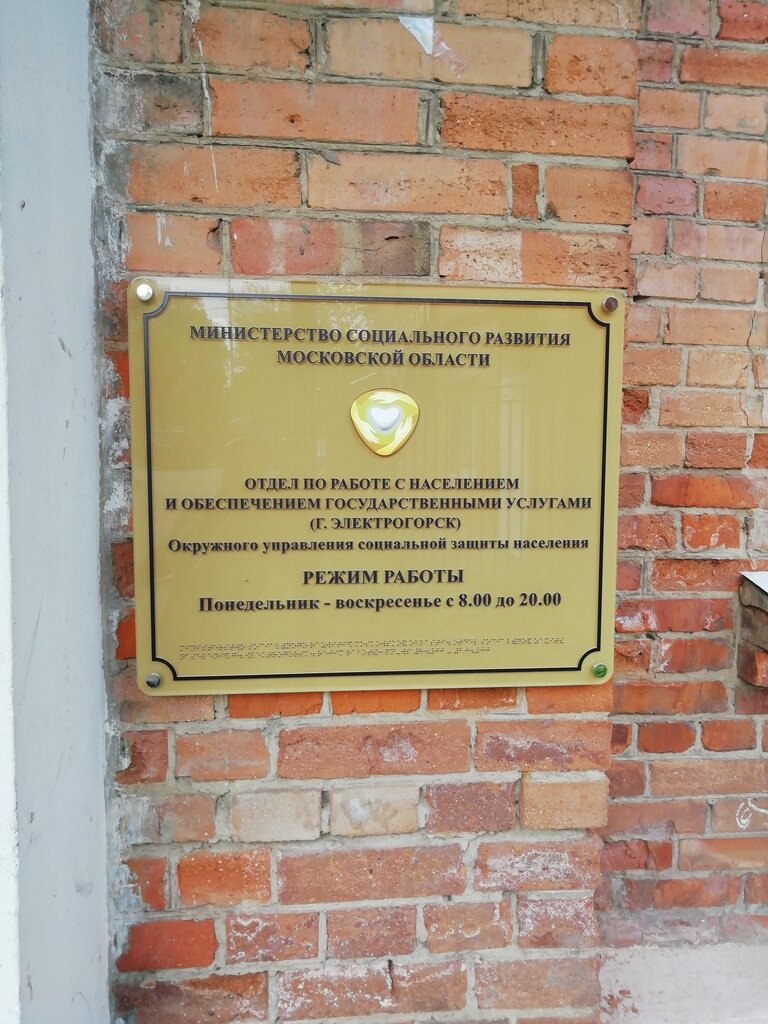 МИНИСТЕРСТВО СОЦИАЛЬНОГО РАЗВИТИЯ
МОСКОВСКОЙ ОБЛАСТИ
ОТДЕЛ ПО РАБОТЕ С НАСЕЛЕНИЕМ
И ОБЕСПЕЧЕНИЕМ ГОСУДАРСТВЕННЫМИ УСЛУГАМИ
(Г. ЭЛЕКТРОГОРСК)
Окружного управления социальной защиты населения
РЕЖИМ РАБОТЫ
Понедельник - воскресенье с 8.00 до 20.00